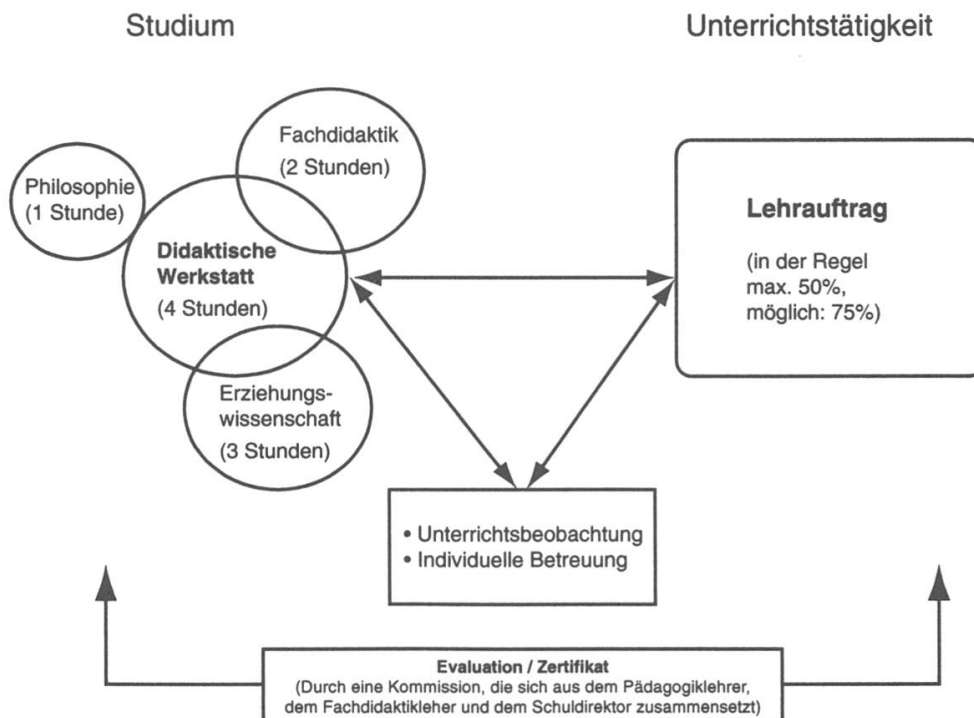 Studium
Unterrichtstätigkeit
Fachdidaktik
(2 Stunden)
Philosophie
(1 Stunde)
Didaktische
Werkstatt
(4 Stunden)
Erziehungs-
wissenschaft
(3 Stunden)
Lehrauftrag
(in der Regel
max. 50%,
möglich: 75%)
• Unterrichtsbeobachtung
• Individuelle Betreuung
Evaluation / Zertifikat
(Durch eine Kommission, die sich aus dem Pädagogiklehrer,
dem Fachdidaktikleher und dem Schuldirektor zusammensetzt)